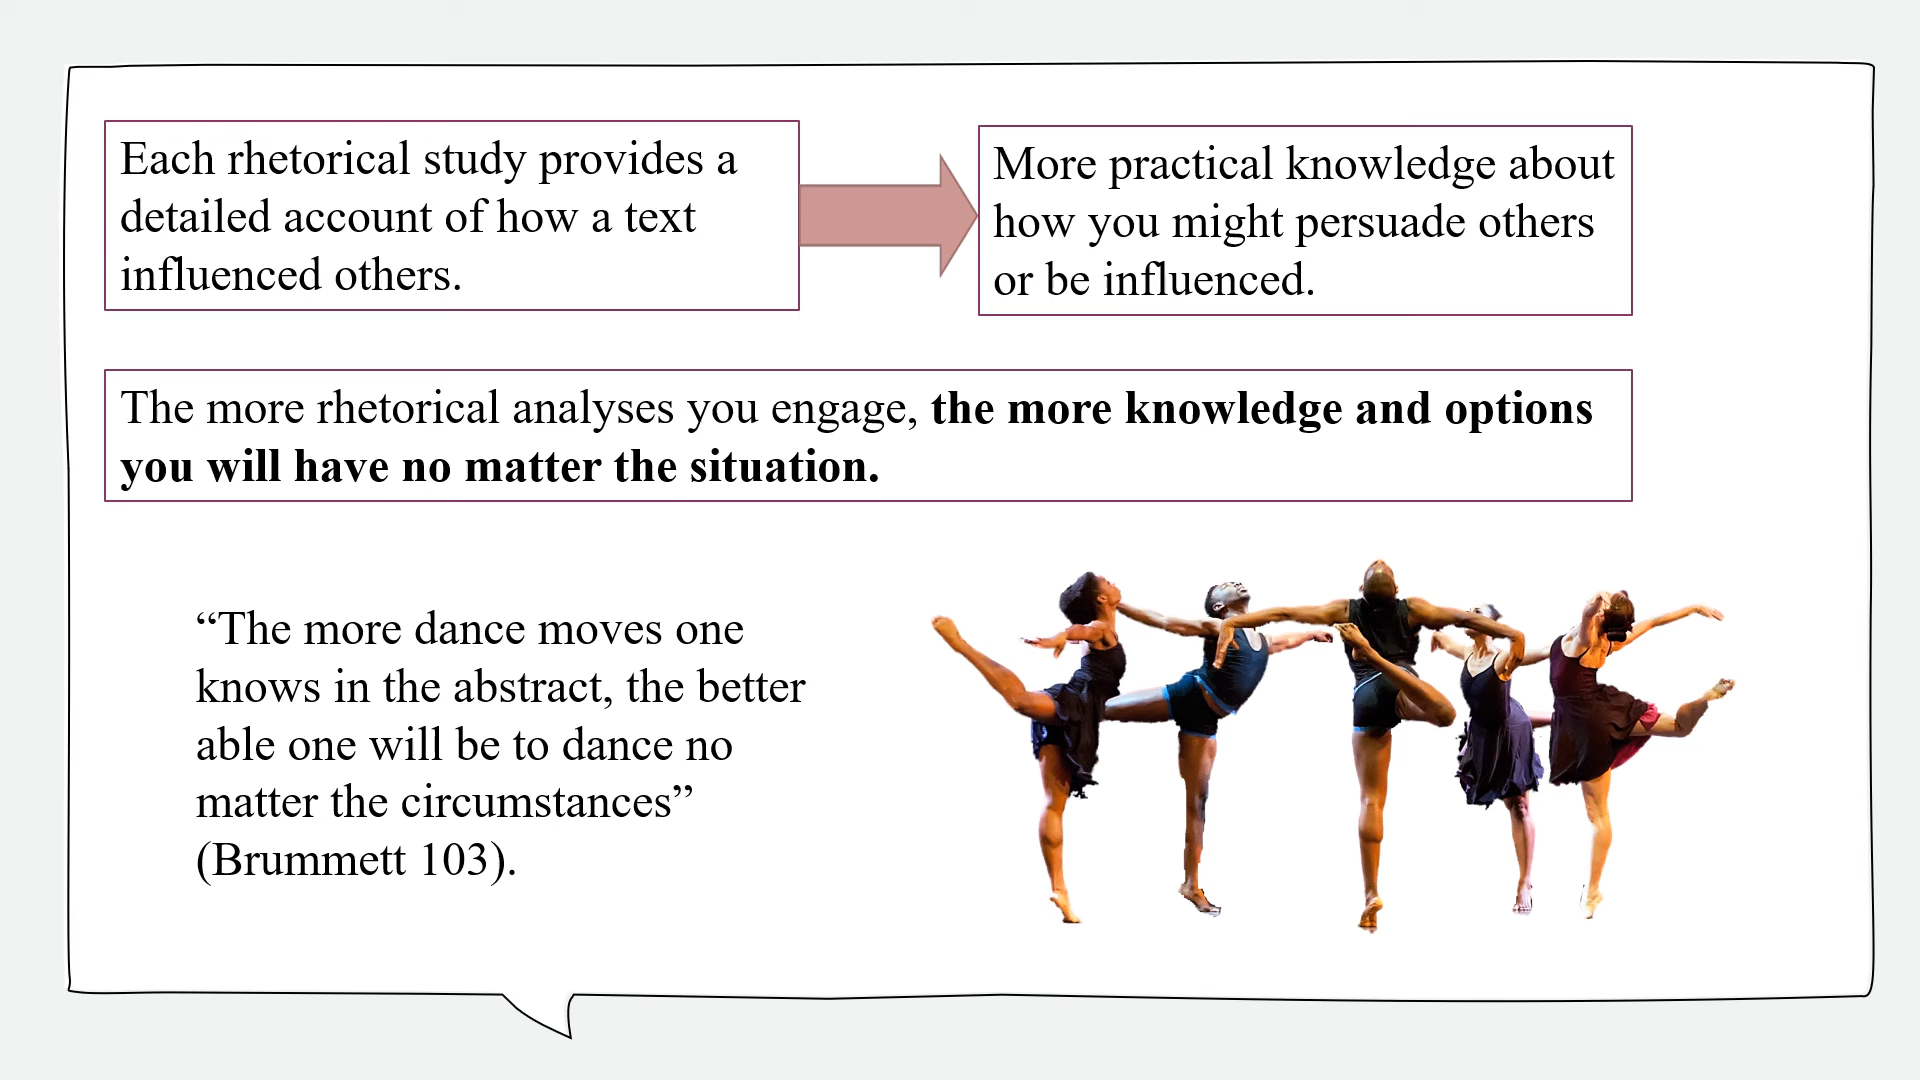 Each rhetorical study provides a
detailed account of how a text
influenced others.
More practical knowledge about
how you might persuade others
or be influenced.
The more rhetorical analyses you engage, the more knowledge and options
you will have no matter the situation.
“The more dance moves one
knows in the abstract, the better
able one will be to dance no
matter the circumstances”
(Brummett 103).